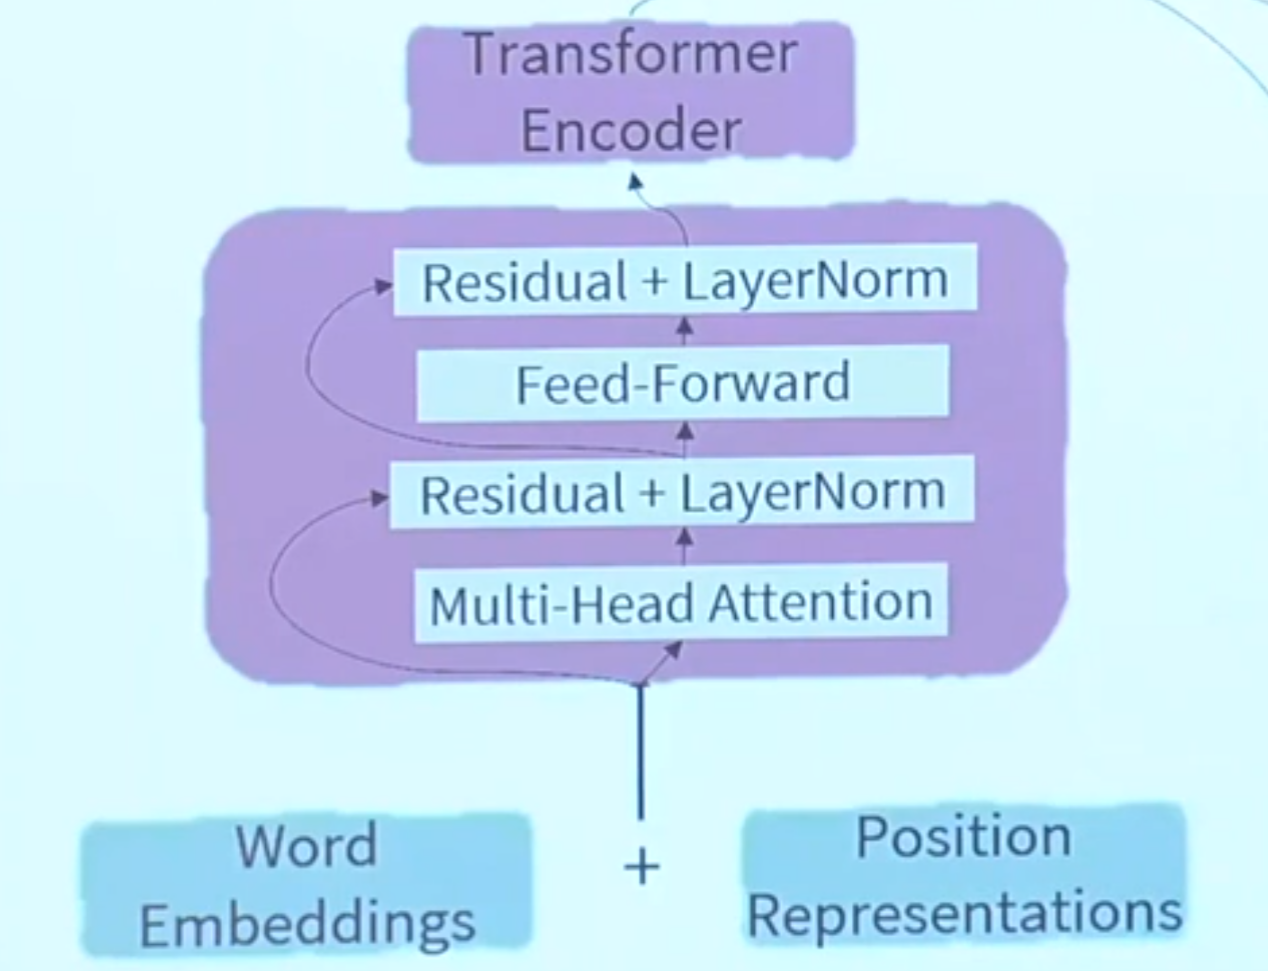 Transformer
Encoder
Residual + LayerNorm
Feed-Forward
Residual + LayerNorm
Multi-Head Attention
Word
Embeddings
+
Position
Representations